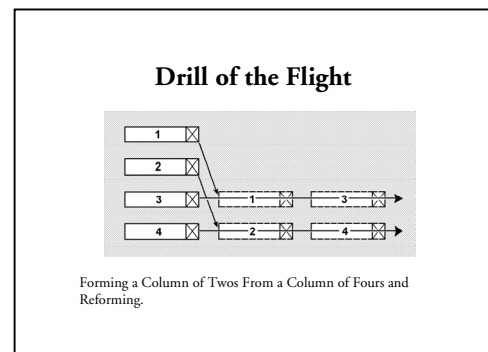 Drill of the Flight
1
2
3 1 3
4 2 4
Forming a Column of Twos From a Column of Fours and
Reforming.